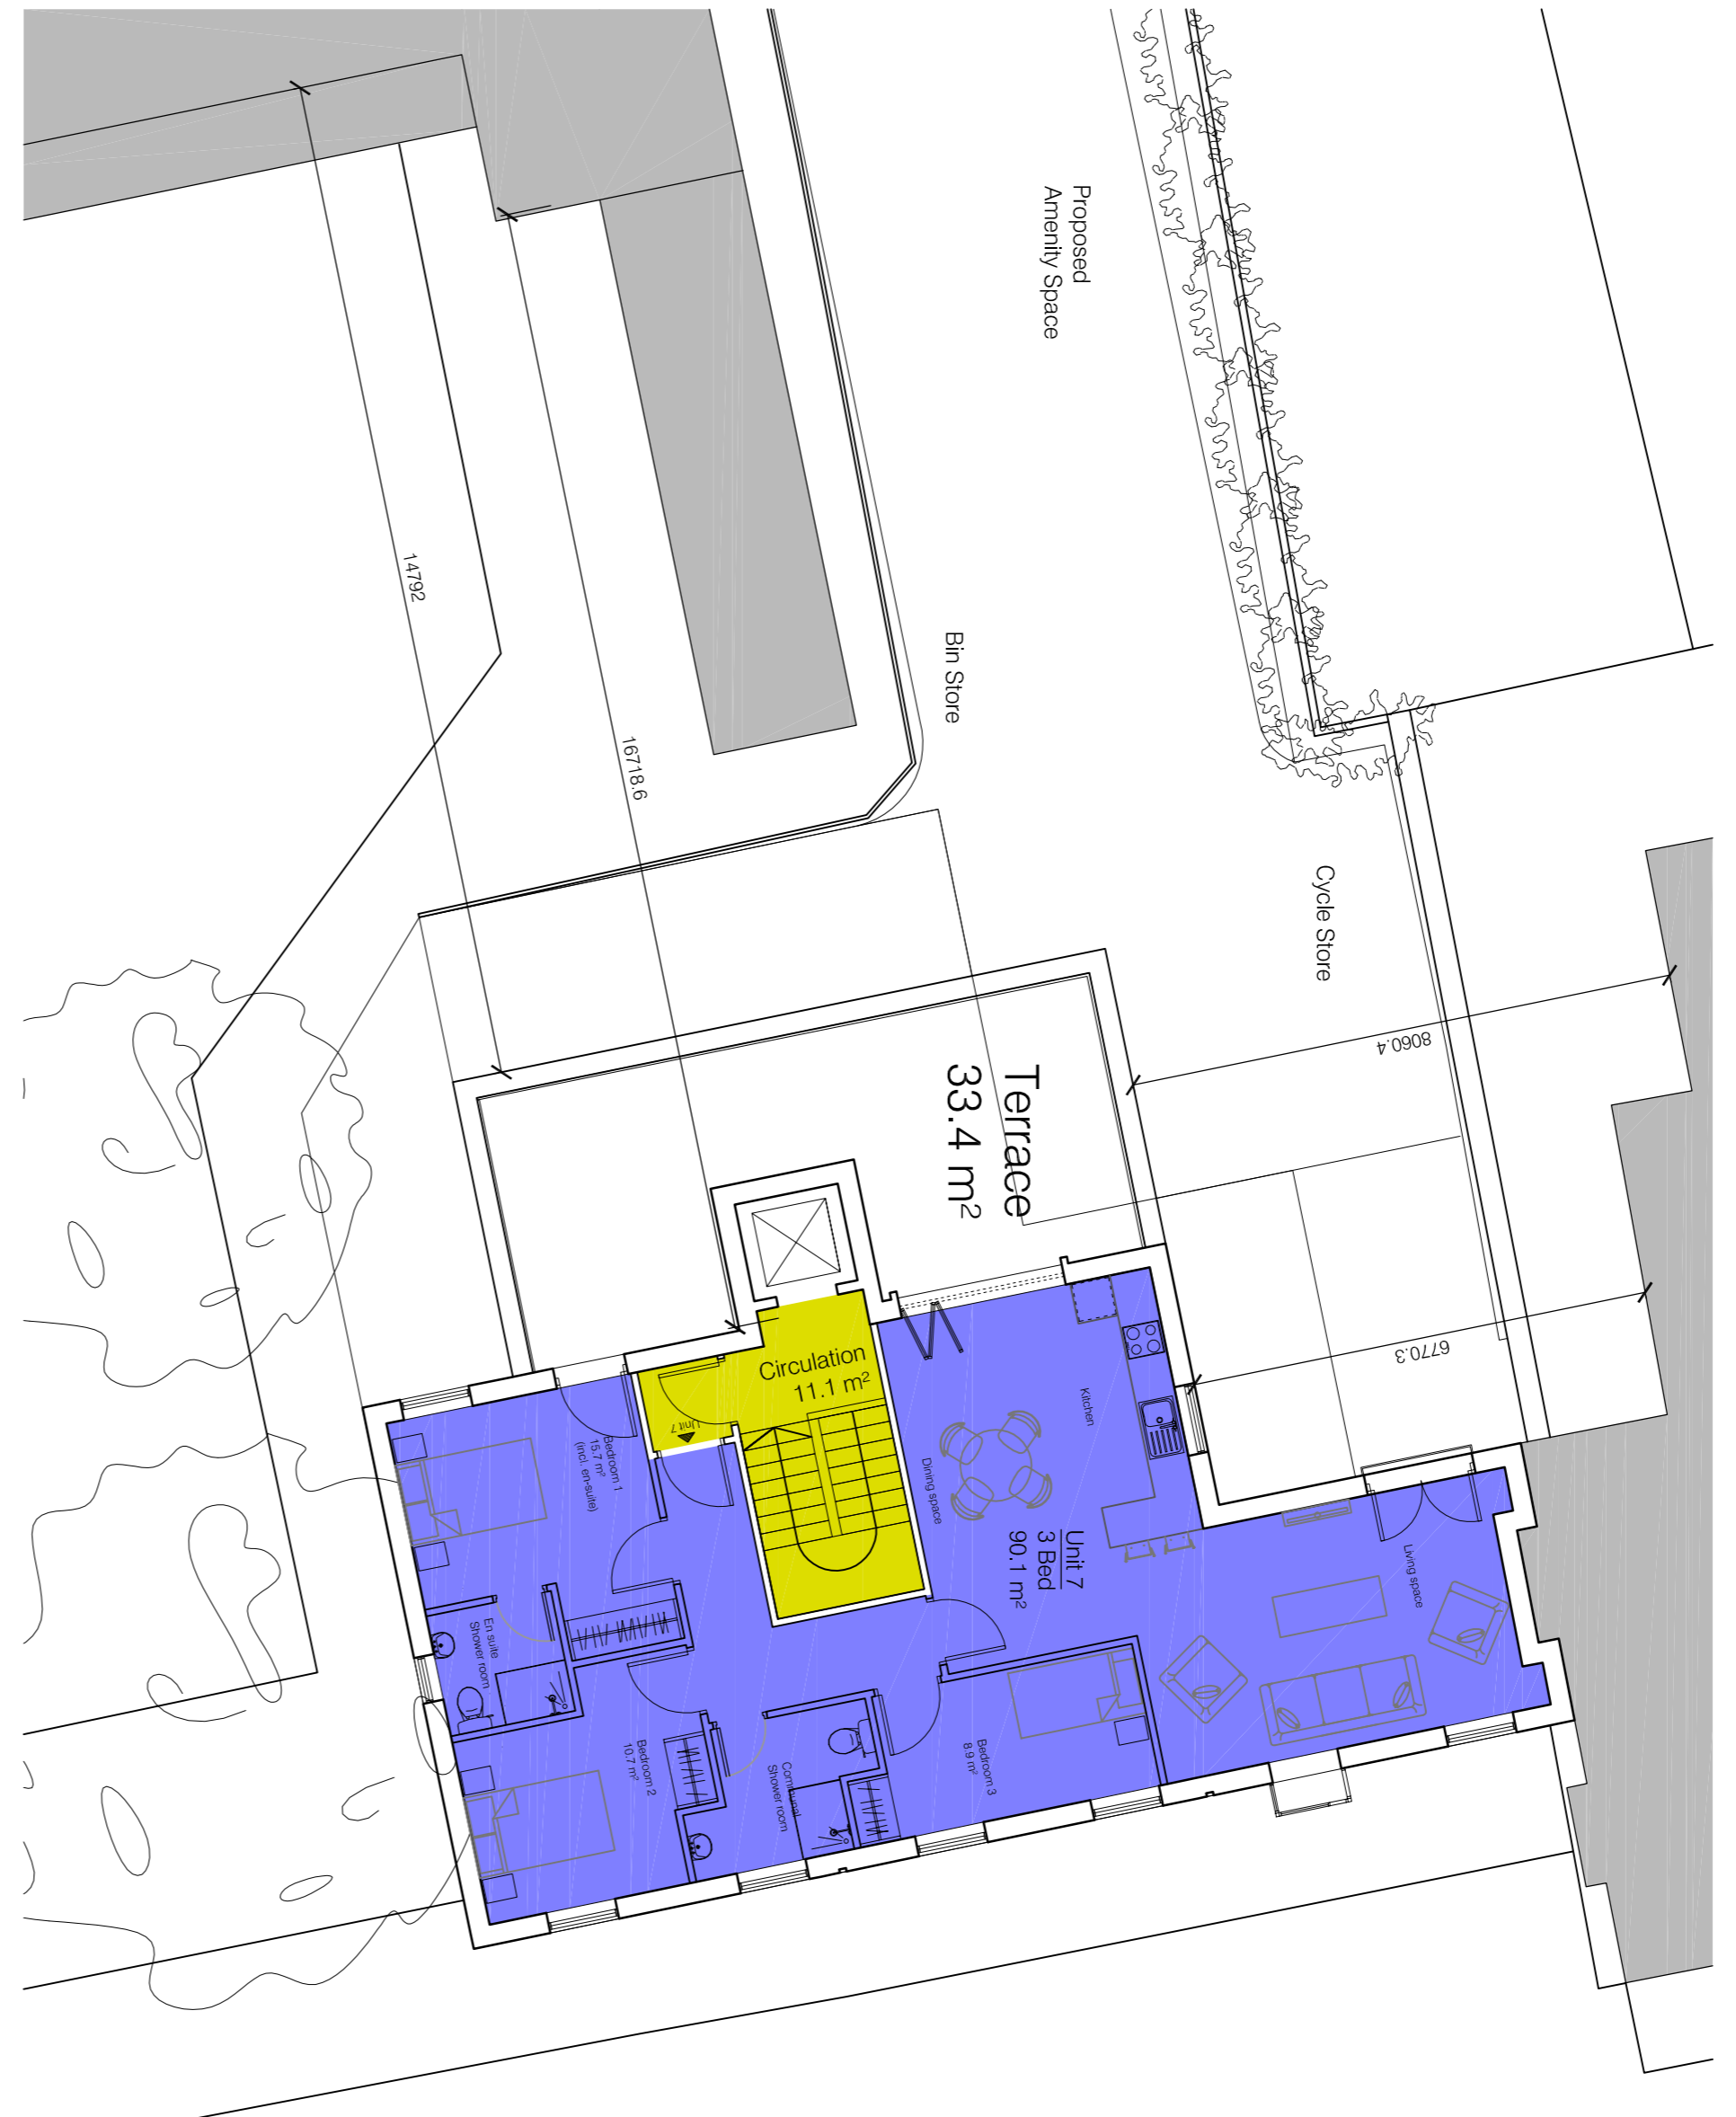 Proposed
Amenity Space
Bin Store
Cycle Store
14792
16718.6
8060.4
6770.3
Terrace
33.4 m²
Circulation
11.1 m²
Unit 7
Kitchen
Dining space
Unit 7
3 Bed
90.1 m²
Living space
Bedroom 1
15.7 m²
(incl. en-suite)
En suite
Shower room
Bedroom 2
10.7 m²
Communal
Shower room
Bedroom 3
8.9 m²